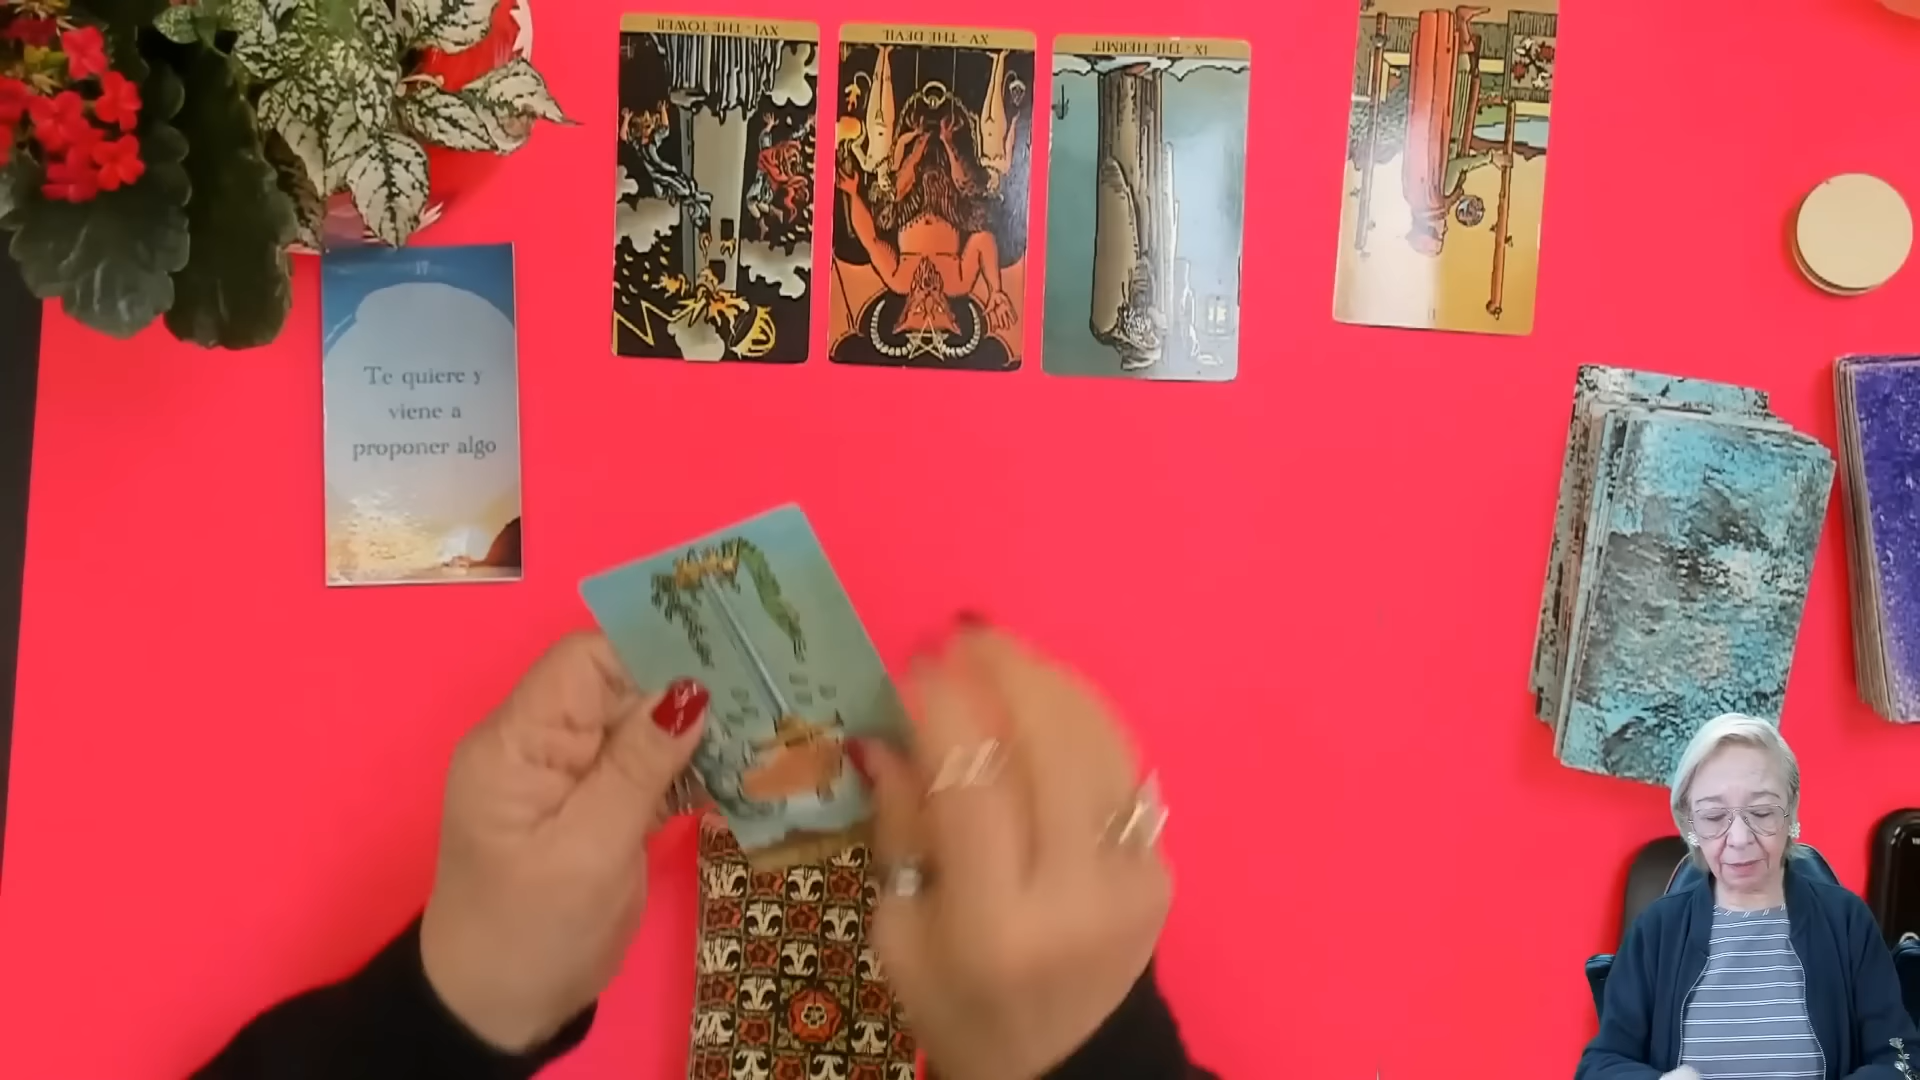 XVI - THE TOWER
XV - THE DEVIL
IX - THE HERMIT
Te quiere y
viene a
proponer algo